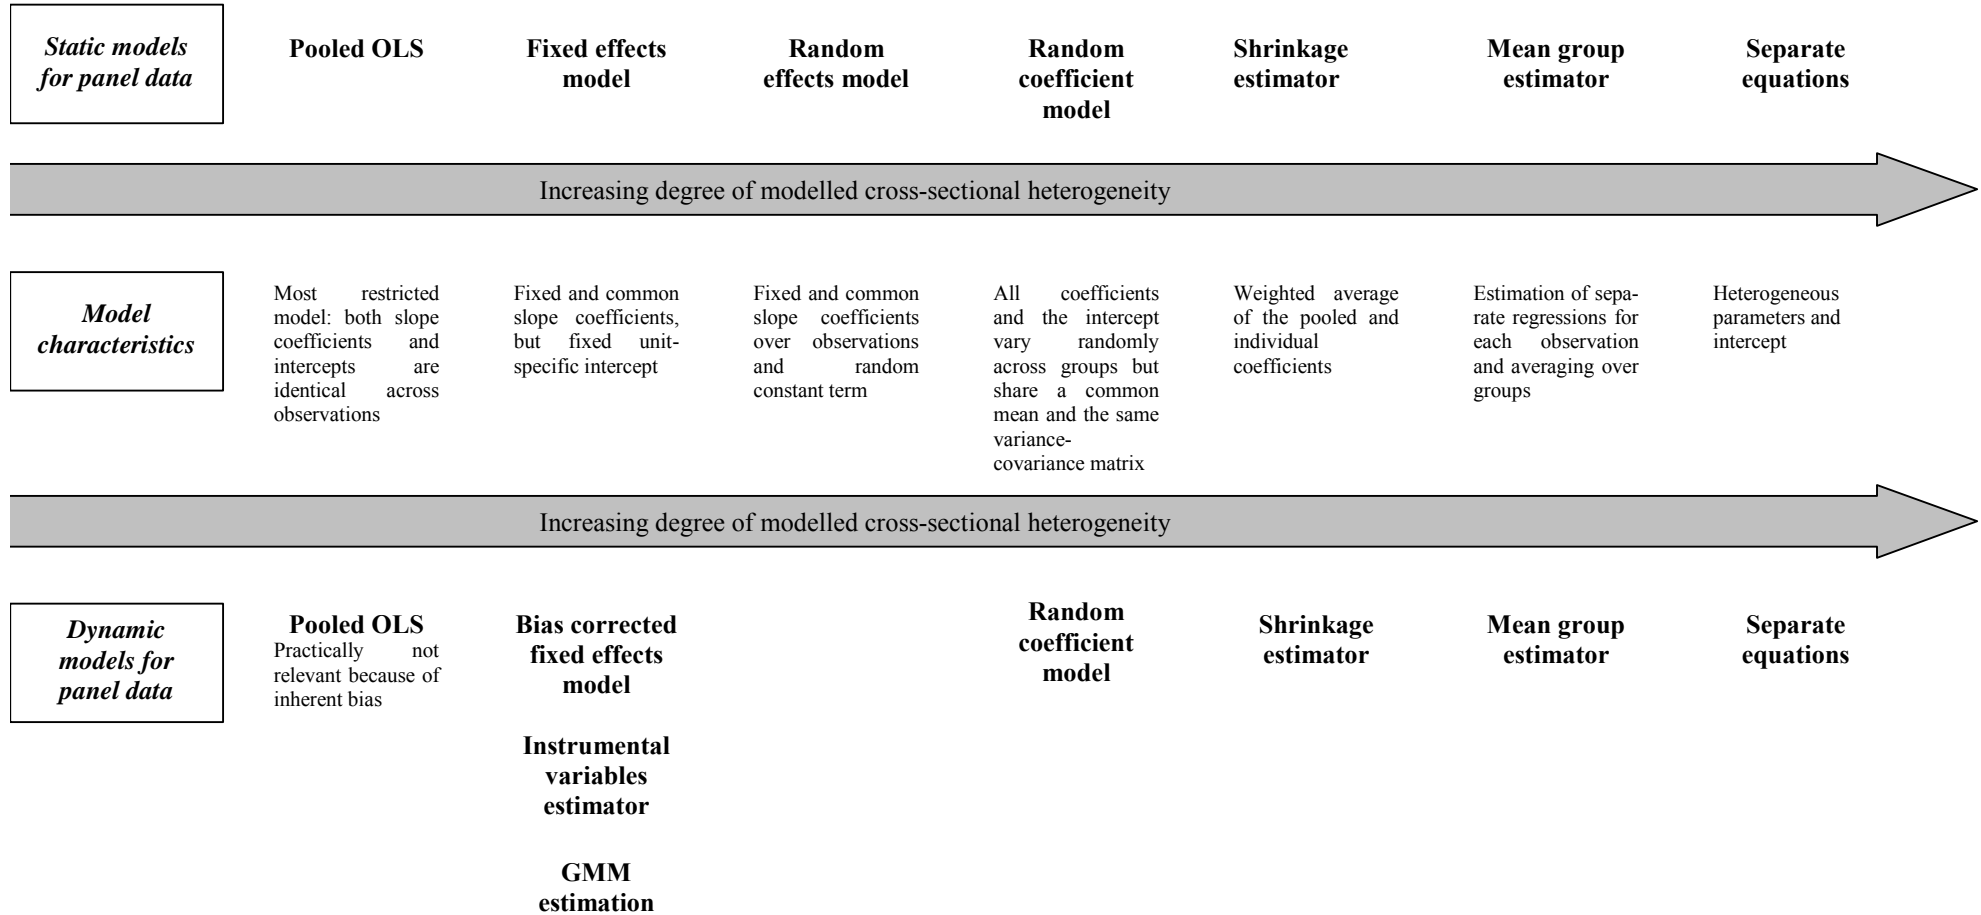 Static models
for panel data
Pooled OLS
Fixed effects
model
Random
effects model
Random
coefficient
model
Shrinkage
estimator
Mean group
estimator
Separate
equations
Increasing degree of modelled cross-sectional heterogeneity
Model
characteristics
Most restricted
model: both slope
coefficients and
intercepts are
identical across
observations
Fixed and common
slope coefficients,
but fixed unit-
specific intercept
Fixed and common
slope coefficients
over observations
and random
constant term
All coefficients
and the intercept
vary randomly
across groups but
share a common
mean and the same
variance-
covariance matrix
Weighted average
of the pooled and
individual
coefficients
Estimation of sepa-
rate regressions for
each observation
and averaging over
groups
Heterogeneous
parameters and
intercept
Increasing degree of modelled cross-sectional heterogeneity
Dynamic
models for
panel data
Pooled OLS
Practically not
relevant because of
inherent bias
Bias corrected
fixed effects
model
Instrumental
variables
estimator
GMM
estimation
Random
coefficient
model
Shrinkage
estimator
Mean group
estimator
Separate
equations